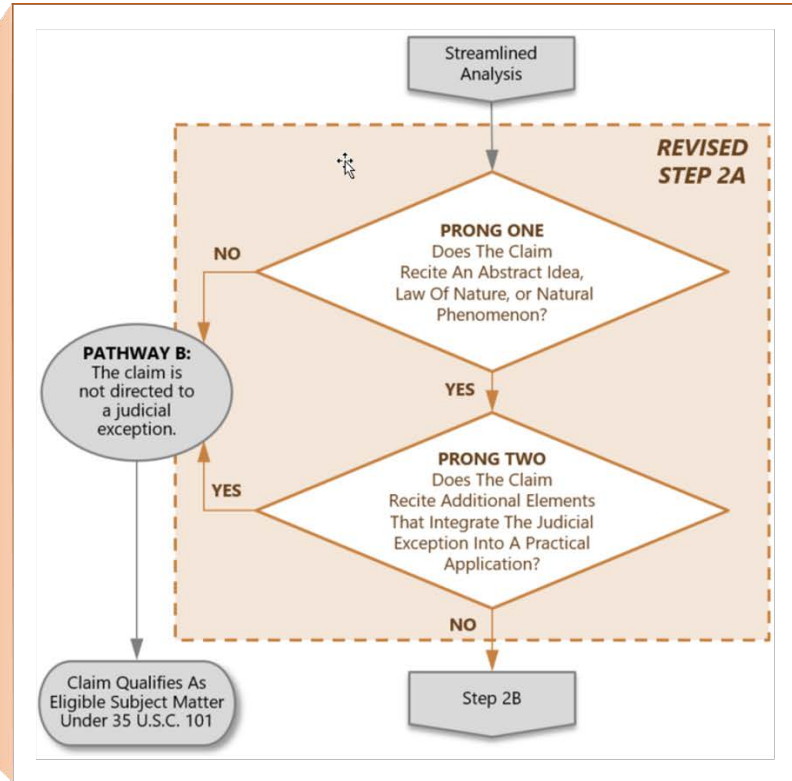 Streamlined
Analysis
REVISED
STEP 2A
PRONG ONE
Does The Claim
Recite An Abstract Idea,
Law Of Nature, or Natural
Phenomenon?
NO
PATHWAY B:
The claim is
not directed to
a judicial
exception.
YES
PRONG TWO
Does The Claim
Recite Additional Elements
That Integrate The Judicial
Exception Into A Practical
Application?
YES
NO
Claim Qualifies As
Eligible Subject Matter
Under 35 U.S.C. 101
Step 2B